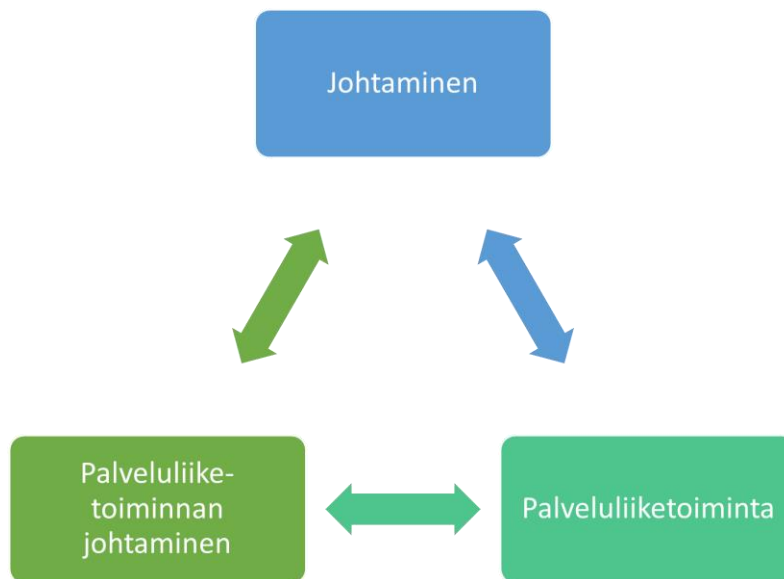 Johtaminen
Palveluliike-
toiminnan
johtaminen
Palveluliiketoiminta